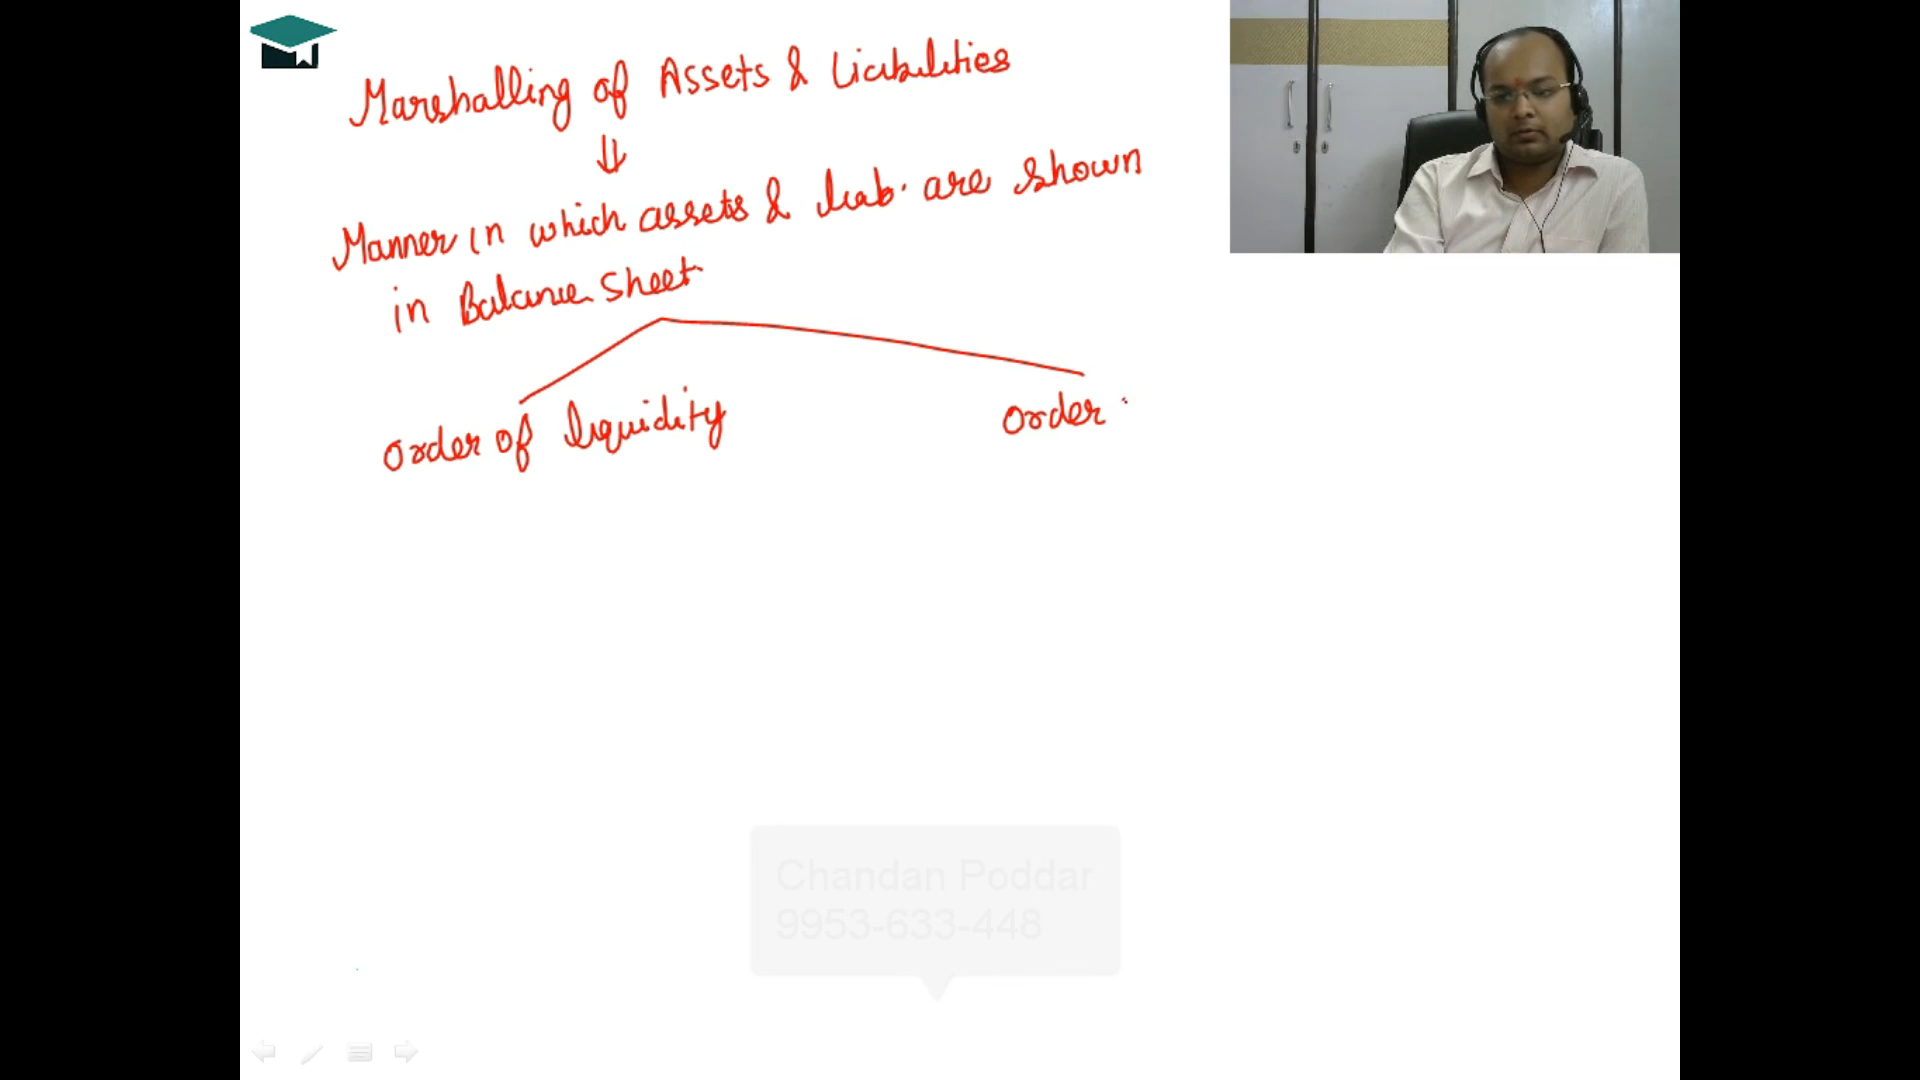 Marshalling of Assets & Liabilities
⇓
Manner in which assets & liab. are shown
in Balance Sheet
Order of liquidity
Order
Chandan Poddar
9953-633-448